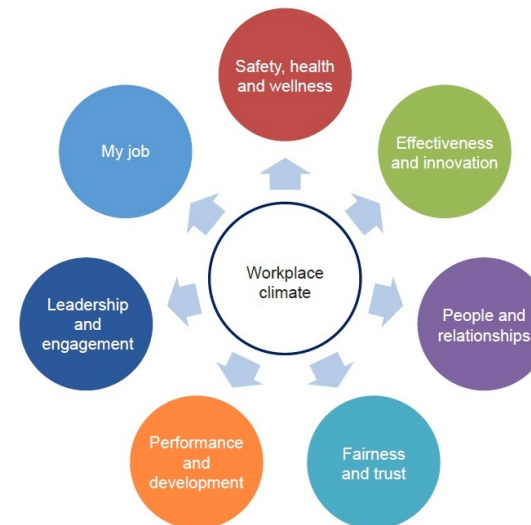 Safety, health
and wellness
Effectiveness
and innovation
People and
relationships
Fairness
and trust
Performance
and
development
Leadership
and
engagement
My job
Workplace
climate